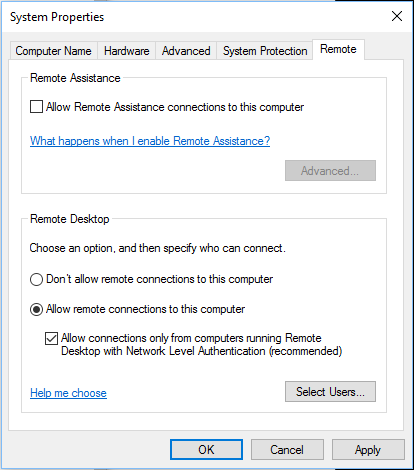 System Properties
Computer Name
Hardware
Advanced
System Protection
Remote
Remote Assistance
Allow Remote Assistance connections to this computer
What happens when I enable Remote Assistance?
Advanced...
Remote Desktop
Choose an option, and then specify who can connect.
Don't allow remote connections to this computer
Allow remote connections to this computer
Allow connections only from computers running Remote
Desktop with Network Level Authentication (recommended)
Help me choose
Select Users...
OK
Cancel
Apply